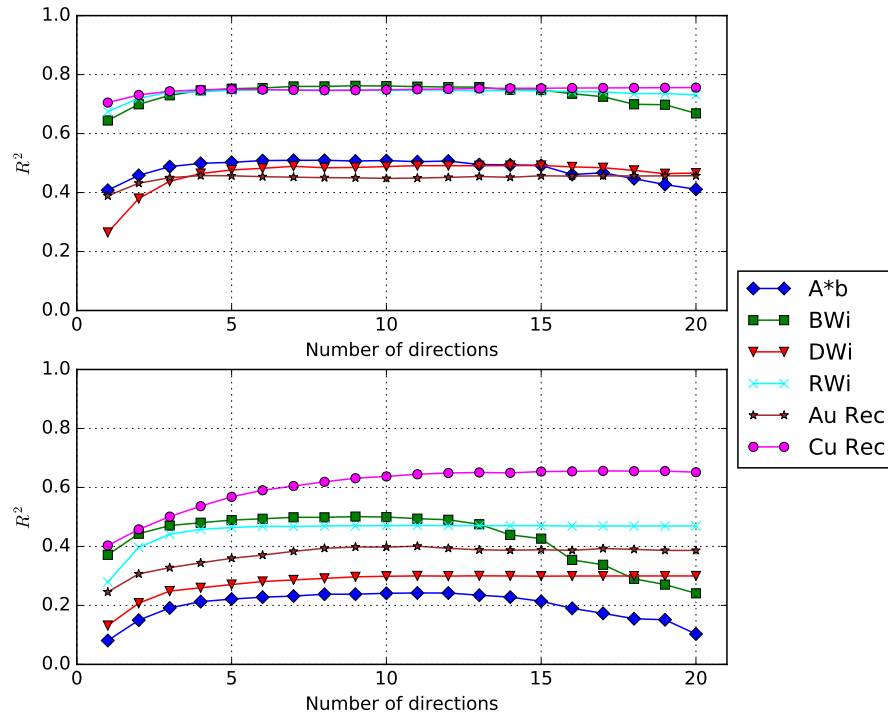 1.0
0.8
0.6
0.4
0.2
0.0
R²
0 5 10 15 20
Number of directions
A*b
BWi
DWi
RWi
Au Rec
Cu Rec
1.0
0.8
0.6
0.4
0.2
0.0
R²
0 5 10 15 20
Number of directions